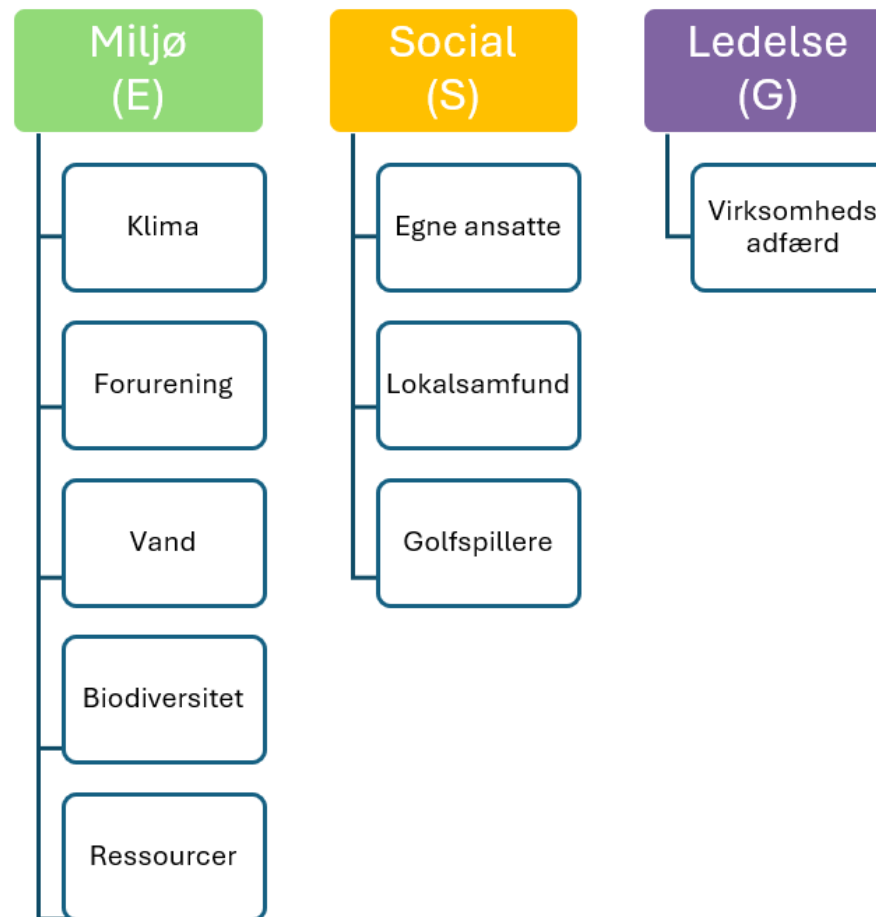 Miljø
(E)
Klima
Forurening
Vand
Biodiversitet
Ressourcer
Social
(S)
Egne ansatte
Lokalsamfund
Golfspillere
Ledelse
(G)
Virksomheds
adfærd